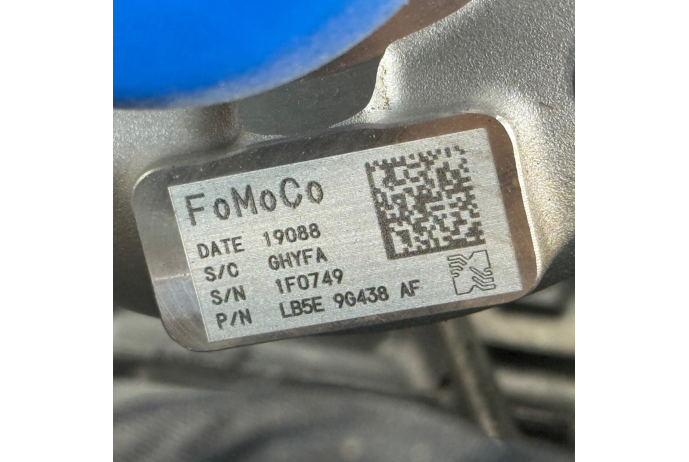 FoMoCo
DATE 19088
S/C GHYFA
S/N 1F0749
P/N LB5E 9G438 AF